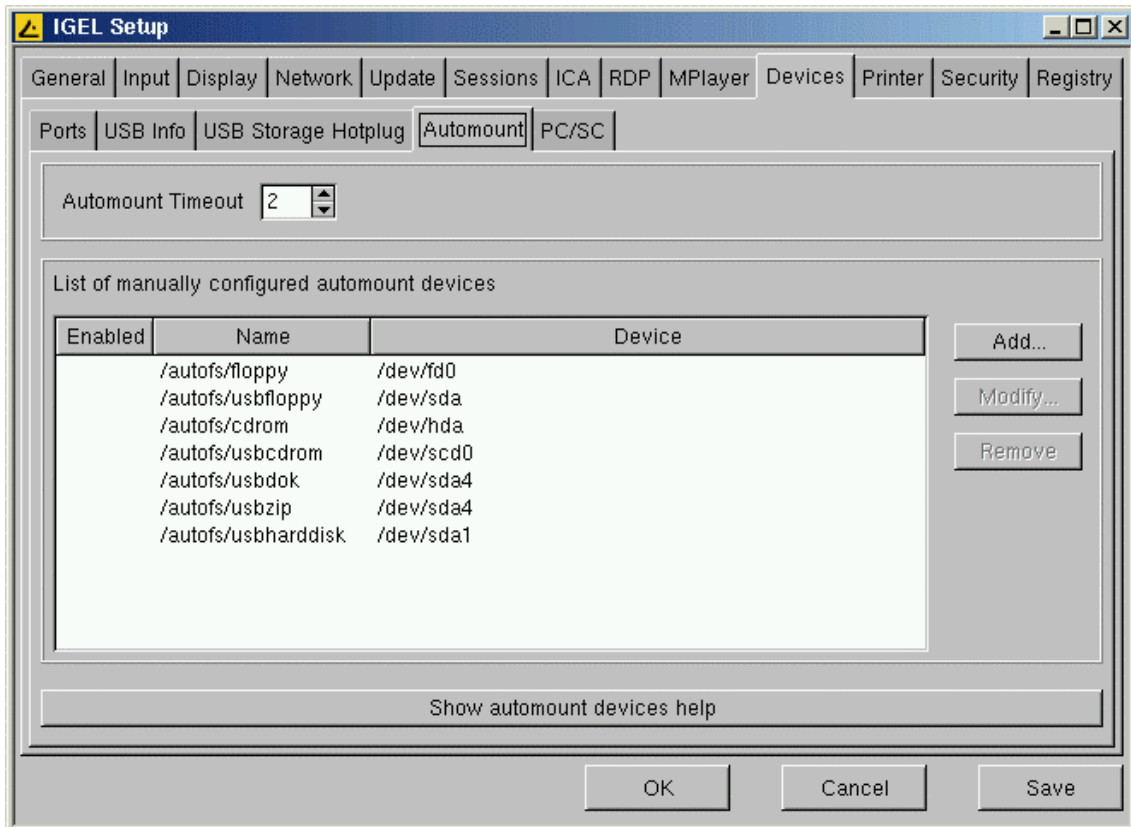 IGEL Setup
General Input Display Network Update Sessions ICA RDP MPlayer Devices Printer Security Registry
Ports USB Info USB Storage Hotplug Automount PC/SC
Automount Timeout 2
List of manually configured automount devices
Enabled Name Device
/autofs/floppy /dev/fd0
/autofs/usbfloppy /dev/sda
/autofs/cdrom /dev/hda
/autofs/usbcdrom /dev/scd0
/autofs/usbdok /dev/sda4
/autofs/usbzip /dev/sda4
/autofs/usbharddisk /dev/sda1
Add...
Modify...
Remove
Show automount devices help
OK Cancel Save